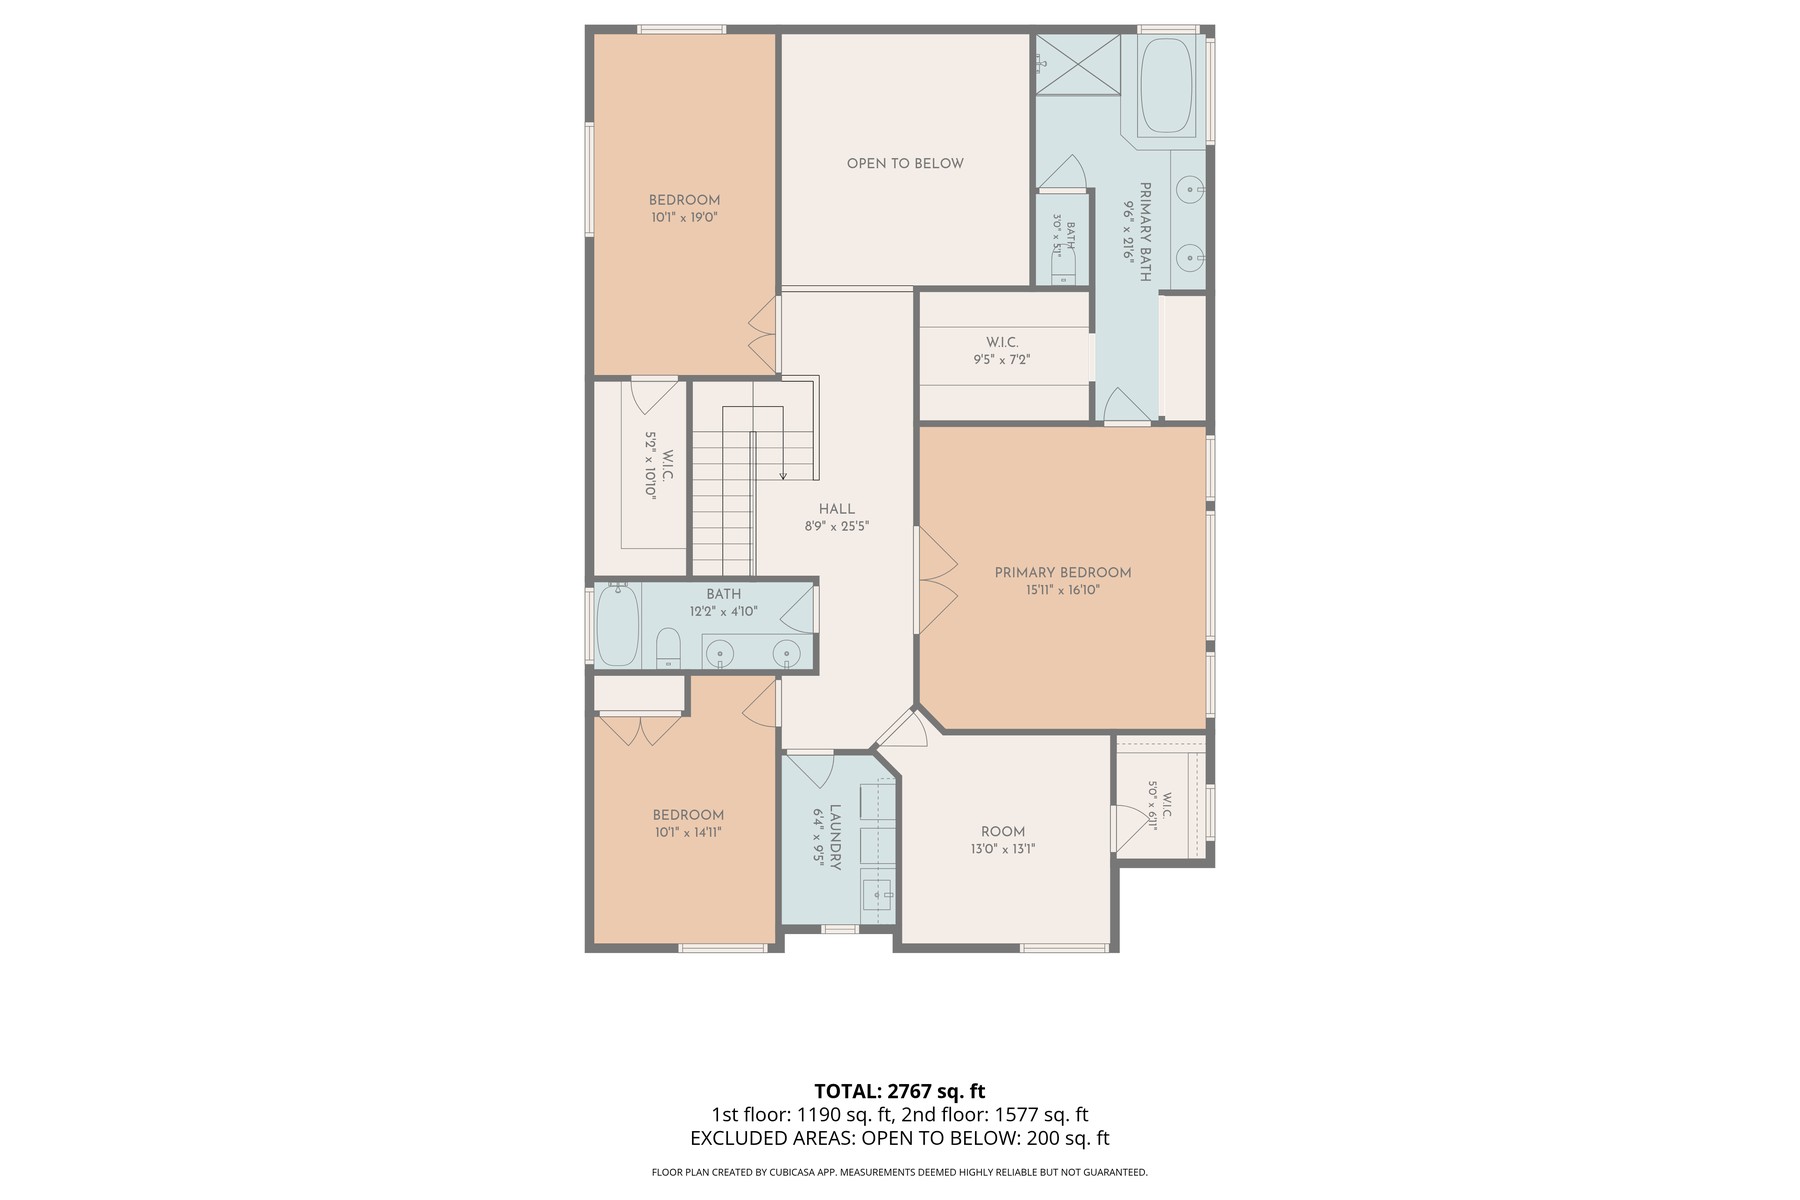 OPEN TO BELOW
BEDROOM
10'1" x 19'0"
PRIMARY BATH
9'6" x 21'6"
BATH
3'0" x 5'1"
W.I.C.
9'5" x 7'2"
W.I.C.
5'2" x 10'10"
HALL
8'9" x 25'5"
PRIMARY BEDROOM
15'11" x 16'10"
BATH
12'2" x 4'10"
BEDROOM
10'1" x 14'11"
LAUNDRY
6'4" x 9'5"
ROOM
13'0" x 13'1"
W.I.C.
5'0" x 6'11"
TOTAL: 2767 sq. ft
1st floor: 1190 sq. ft, 2nd floor: 1577 sq. ft
EXCLUDED AREAS: OPEN TO BELOW: 200 sq. ft
FLOOR PLAN CREATED BY CUBICASA APP. MEASUREMENTS DEEMED HIGHLY RELIABLE BUT NOT GUARANTEED.